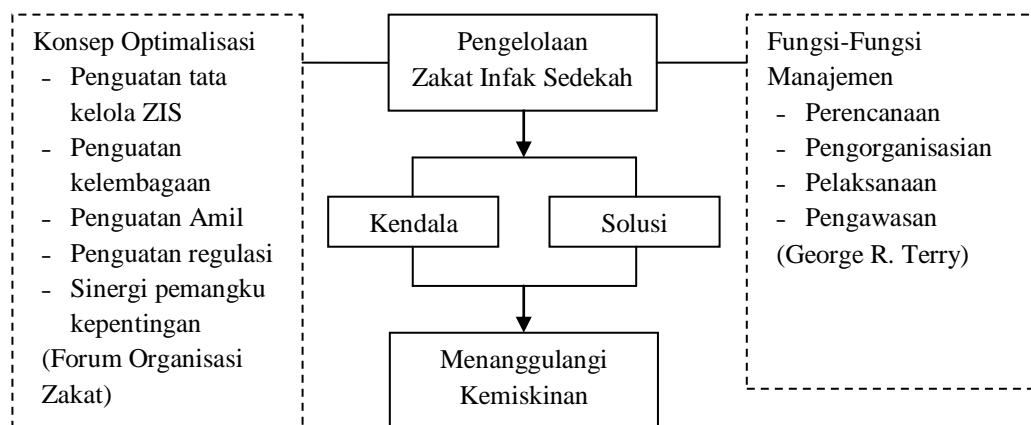 Konsep Optimalisasi
- Penguatan tata
kelola ZIS
- Penguatan
kelembagaan
- Penguatan Amil
- Penguatan regulasi
- Sinergi pemangku
kepentingan
(Forum Organisasi
Zakat)
Pengelolaan
Zakat Infak Sedekah
Kendala
Solusi
Menanggulangi
Kemiskinan
Fungsi-Fungsi
Manajemen
- Perencanaan
- Pengorganisasian
- Pelaksanaan
- Pengawasan
(George R. Terry)